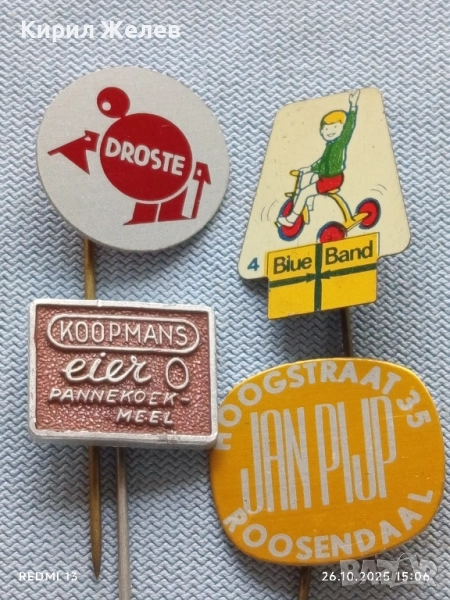 Кирил Желев
DROSTE
4
Blue Band
KOOPMANS
eier O
PANNEKOEK-
MEEL
HOOGSTRAAT 35
JAN PIJP
ROOSENDAAL
REDMI 13
26.10.2025 15:06